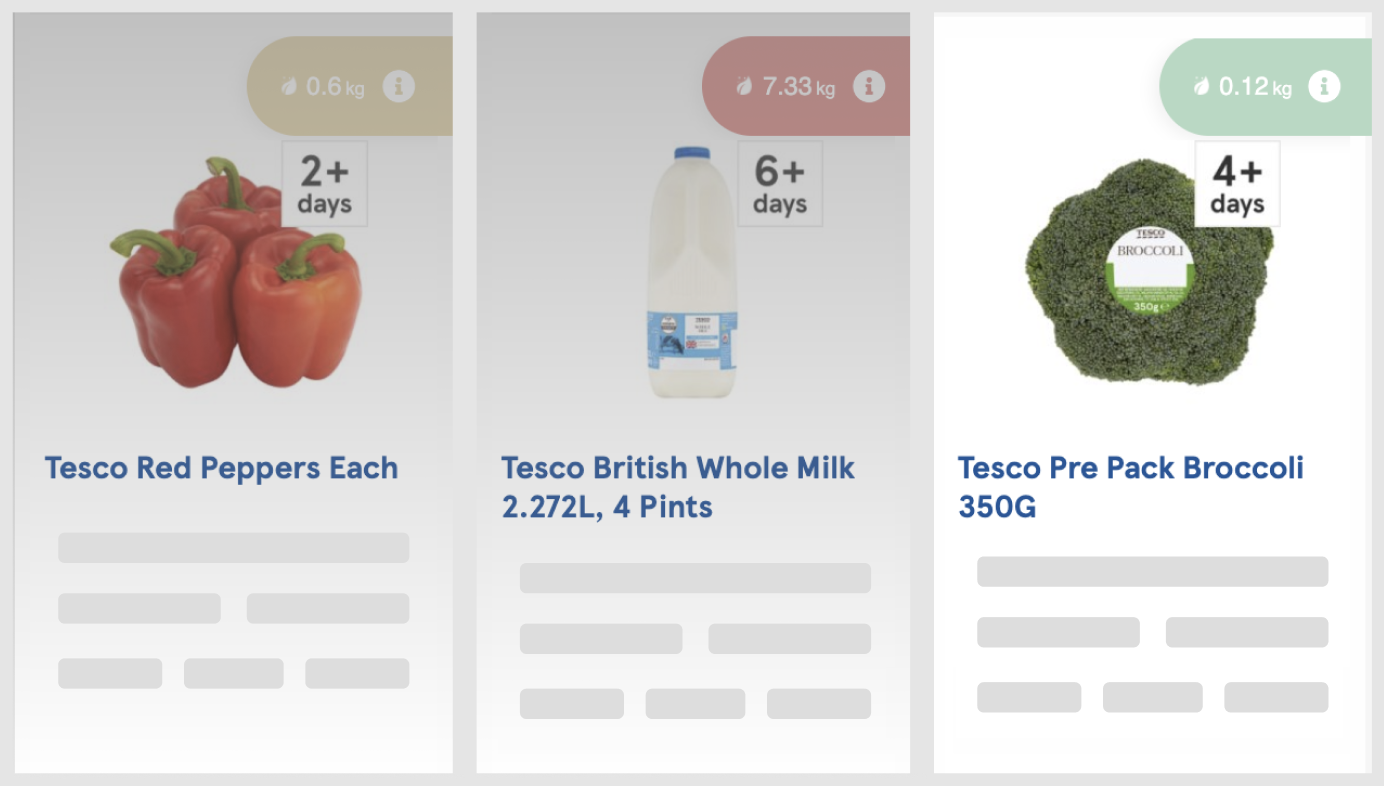 0.6 kg
2+
days
Tesco Red Peppers Each
7.33 kg
6+
days
TESCO
Tesco British Whole Milk
2.272L, 4 Pints
0.12 kg
4+
days
TESCO
BROCCOLI
350g e
Tesco Pre Pack Broccoli
350G